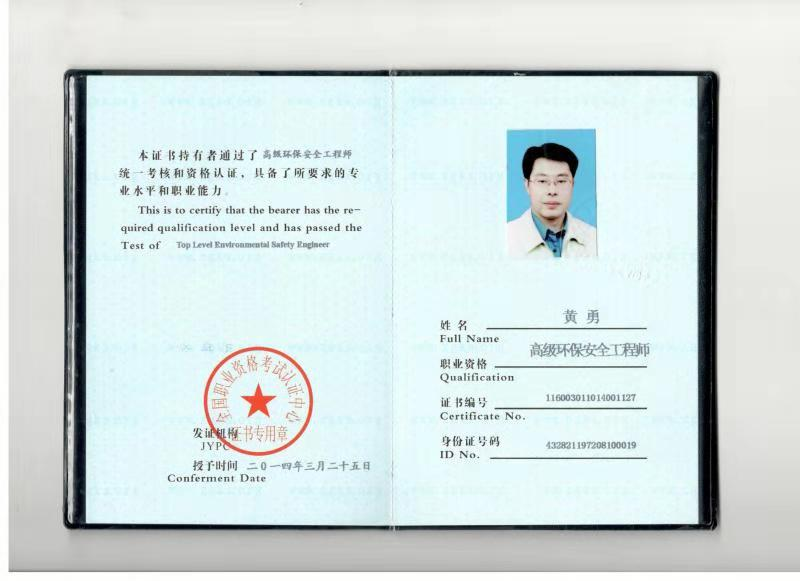 本证书持有者通过了 高级环保安全工程师
统一考核和资格认证，具备了所要求的专
业水平和职业能力。
This is to certify that the bearer has the re-
quired qualification level and has passed the
Test of Top Level Environmental Safety Engineer
全国职业资格考试认证中心
证书专用章
发证机构
JYPC
授予时间 二〇一四年三月二十五日
Conferment Date
姓 名 黄 勇
Full Name
职业资格 高级环保安全工程师
Qualification
证书编号 116003011014001127
Certificate No.
身份证号码 432821197208100019
ID No.